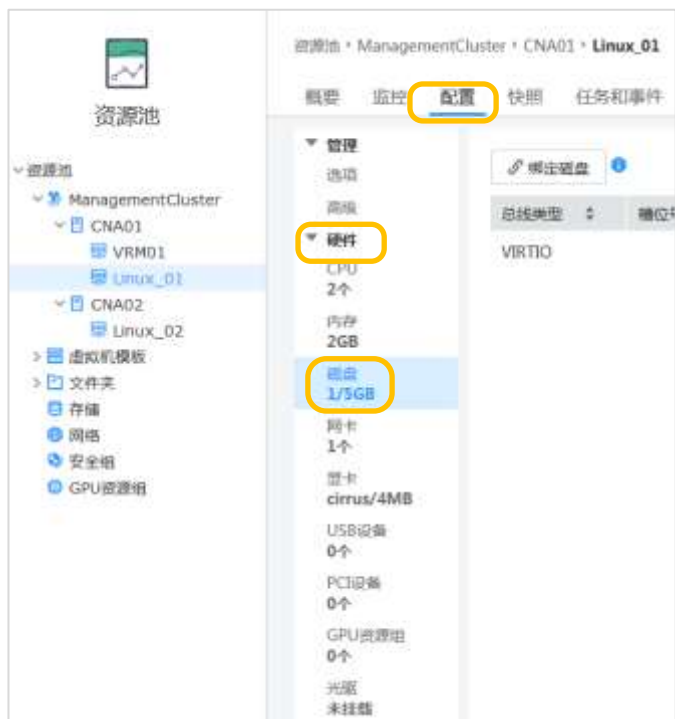 资源池
资源池
ManagementCluster
CNA01
VRM01
Linux_01
CNA02
Linux_02
虚拟机模板
文件夹
存储
网络
安全组
GPU资源组
资源池 › ManagementCluster › CNA01 › Linux_01
概要 监控 配置 快照 任务和事件
管理
选项
高级
硬件
CPU
2个
内存
2GB
磁盘
1/5GB
网卡
1个
显卡
cirrus/4MB
USB设备
0个
PCI设备
0个
GPU资源组
0个
光驱
未挂载
绑定磁盘
总线类型 槽位
VIRTIO